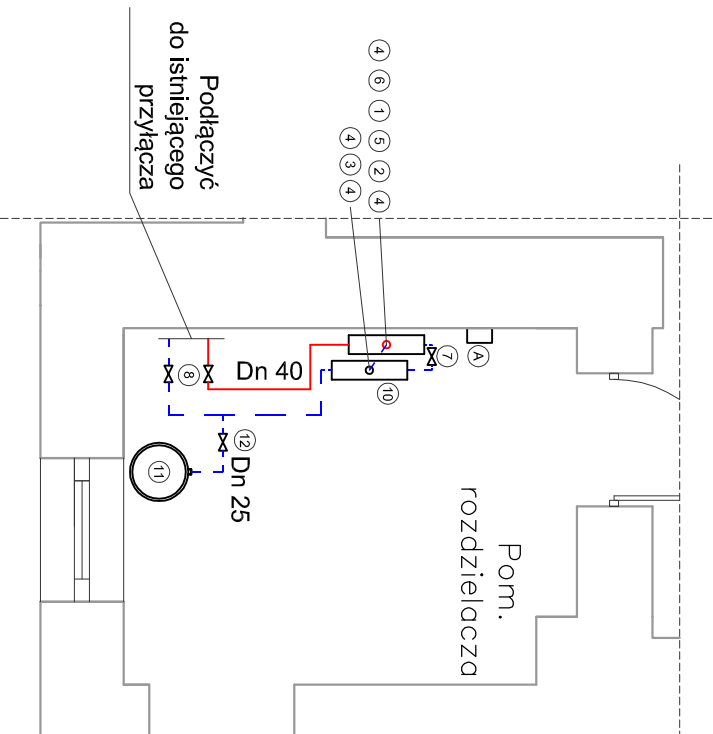 Podłączyć
do istniejącego
przyłącza
4 6 1 5 2 4
4 3 4
A
7
10
8
Dn 40
12
Dn 25
11
Pom.
rozdzielacza